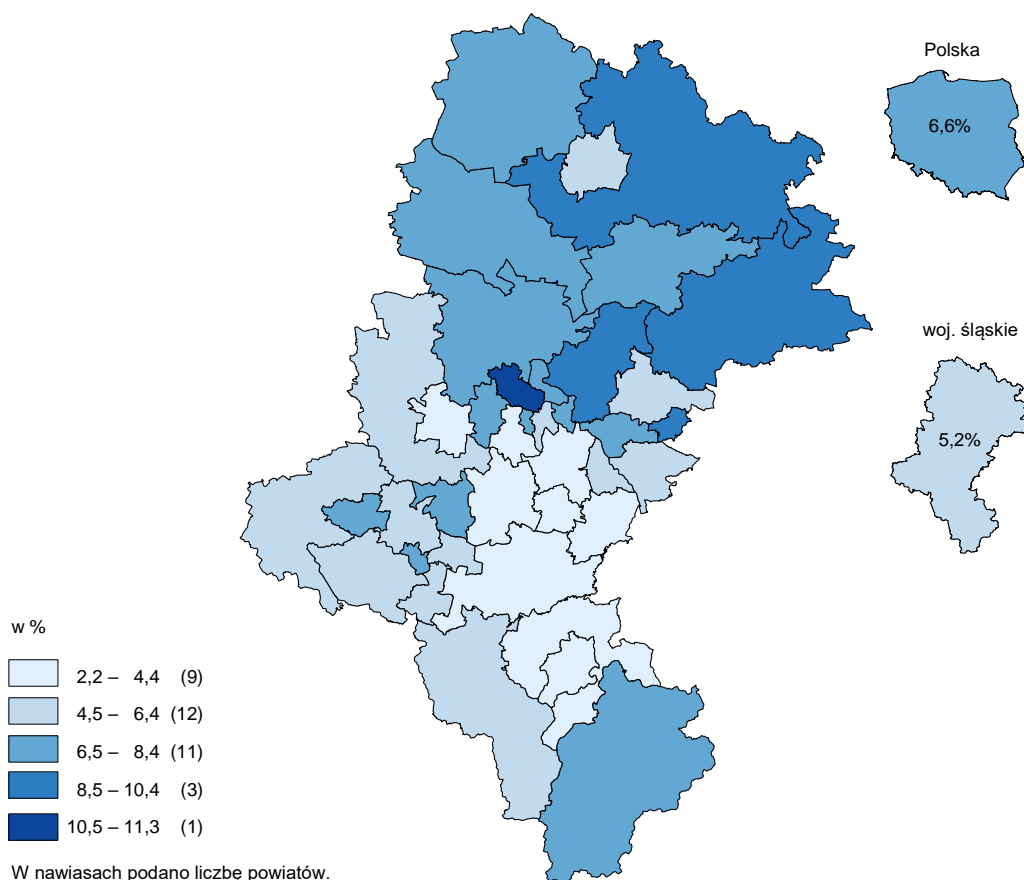 Polska
6,6%
woj. śląskie
5,2%
w %
2,2 – 4,4 (9)
4,5 – 6,4 (12)
6,5 – 8,4 (11)
8,5 – 10,4 (3)
10,5 – 11,3 (1)
W nawiasach podano liczbę powiatów.